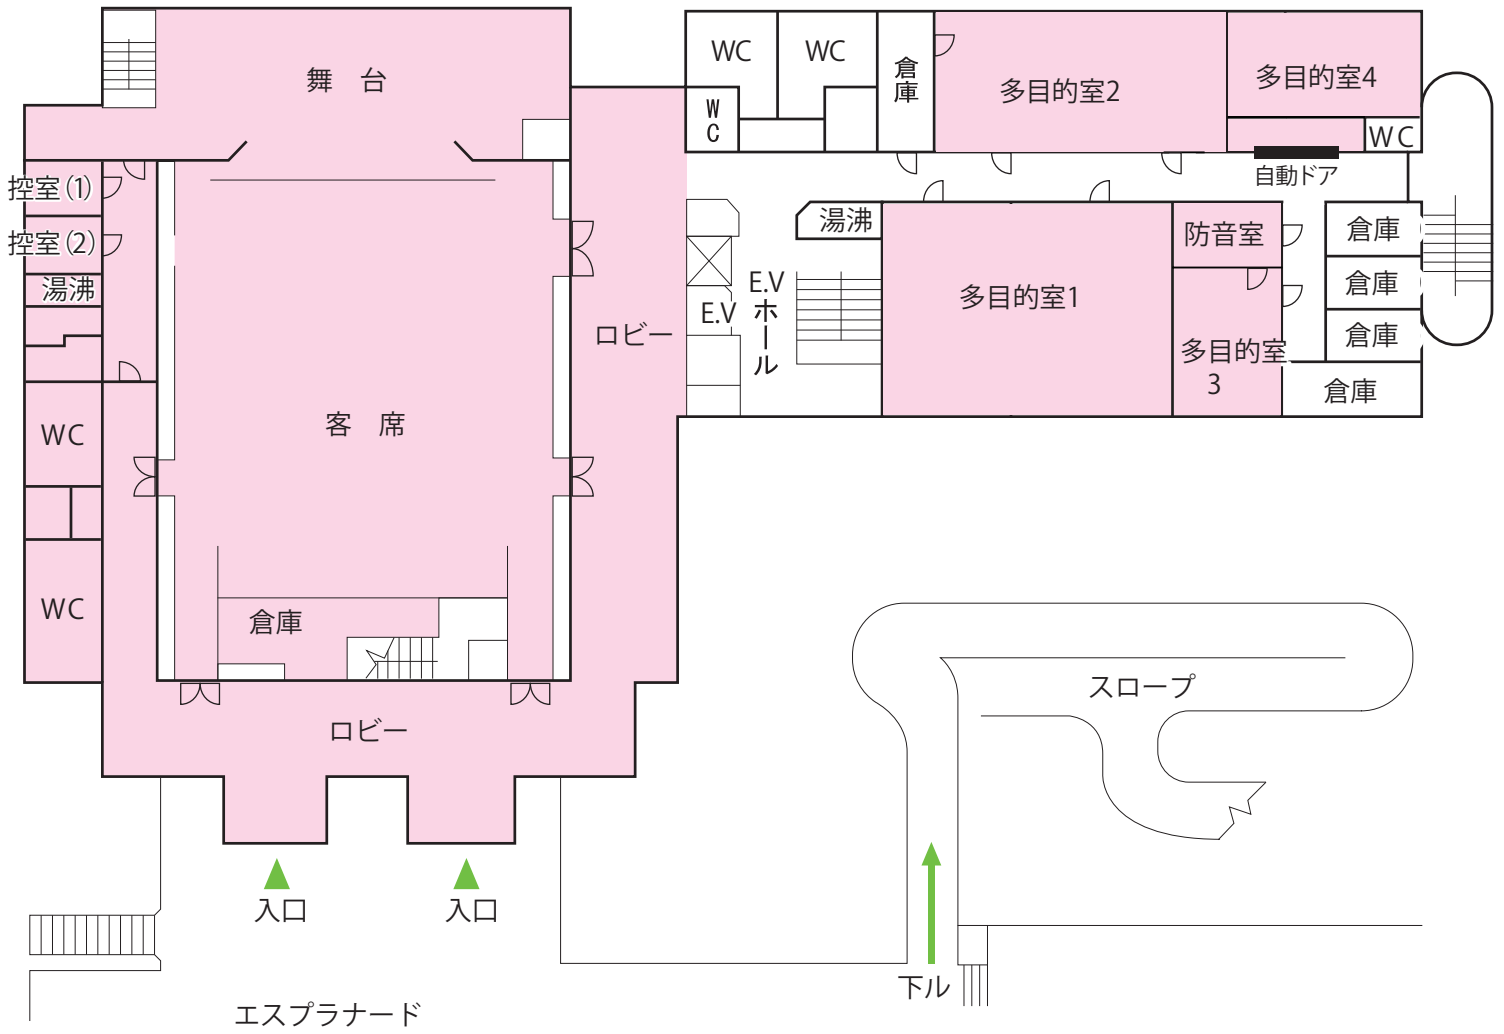 舞　台
WC
WC
倉庫
多目的室2
多目的室4
WC
WC
自動ドア
控室(1)
控室(2)
湯沸
湯沸
防音室
倉庫
倉庫
倉庫
倉庫
E.V
E.Vホール
ロビー
多目的室1
多目的室
3
客　席
WC
WC
倉庫
ロビー
スロープ
入口
入口
下ル
エスプラナード